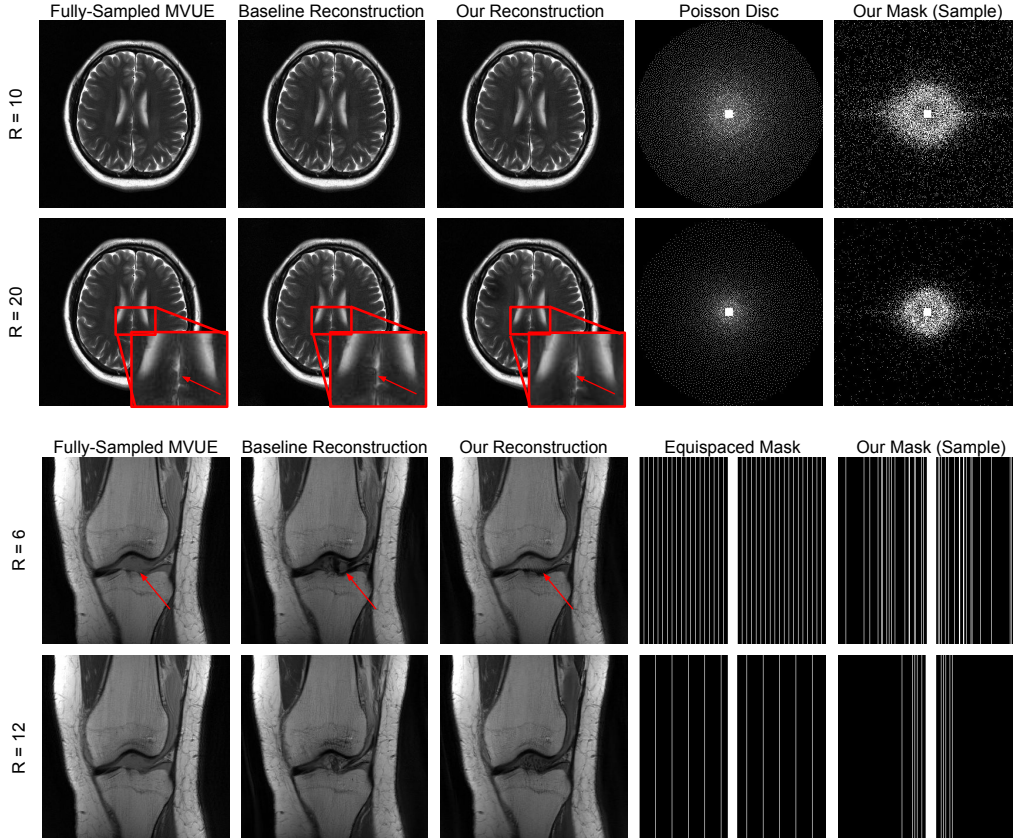 Fully-Sampled MVUE Baseline Reconstruction Our Reconstruction Poisson Disc Our Mask (Sample)
R = 10
R = 20
Fully-Sampled MVUE Baseline Reconstruction Our Reconstruction Equispaced Mask Our Mask (Sample)
R = 6
R = 12